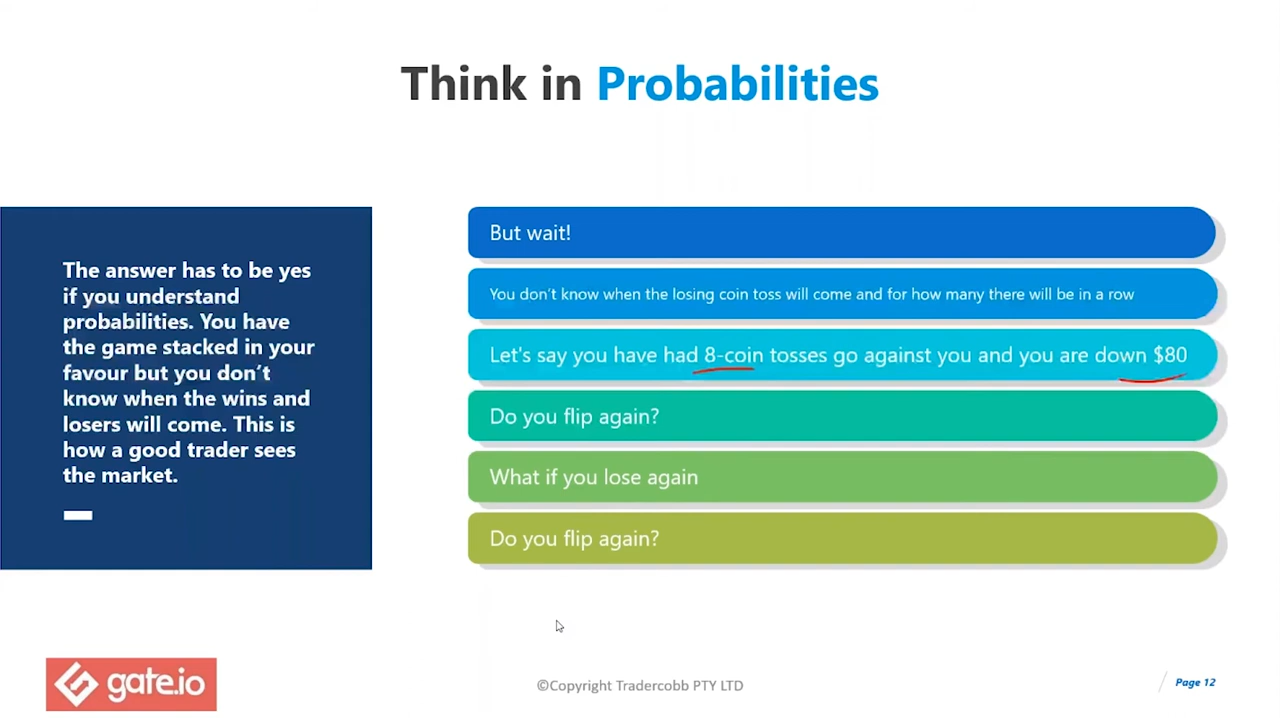 Think in Probabilities
The answer has to be yes
if you understand
probabilities. You have
the game stacked in your
favour but you don't
know when the wins and
losers will come. This is
how a good trader sees
the market.
But wait!
You don't know when the losing coin toss will come and for how many there will be in a row
Let's say you have had 8-coin tosses go against you and you are down $80
Do you flip again?
What if you lose again
Do you flip again?
gate.io
©Copyright Tradercobb PTY LTD
Page 12